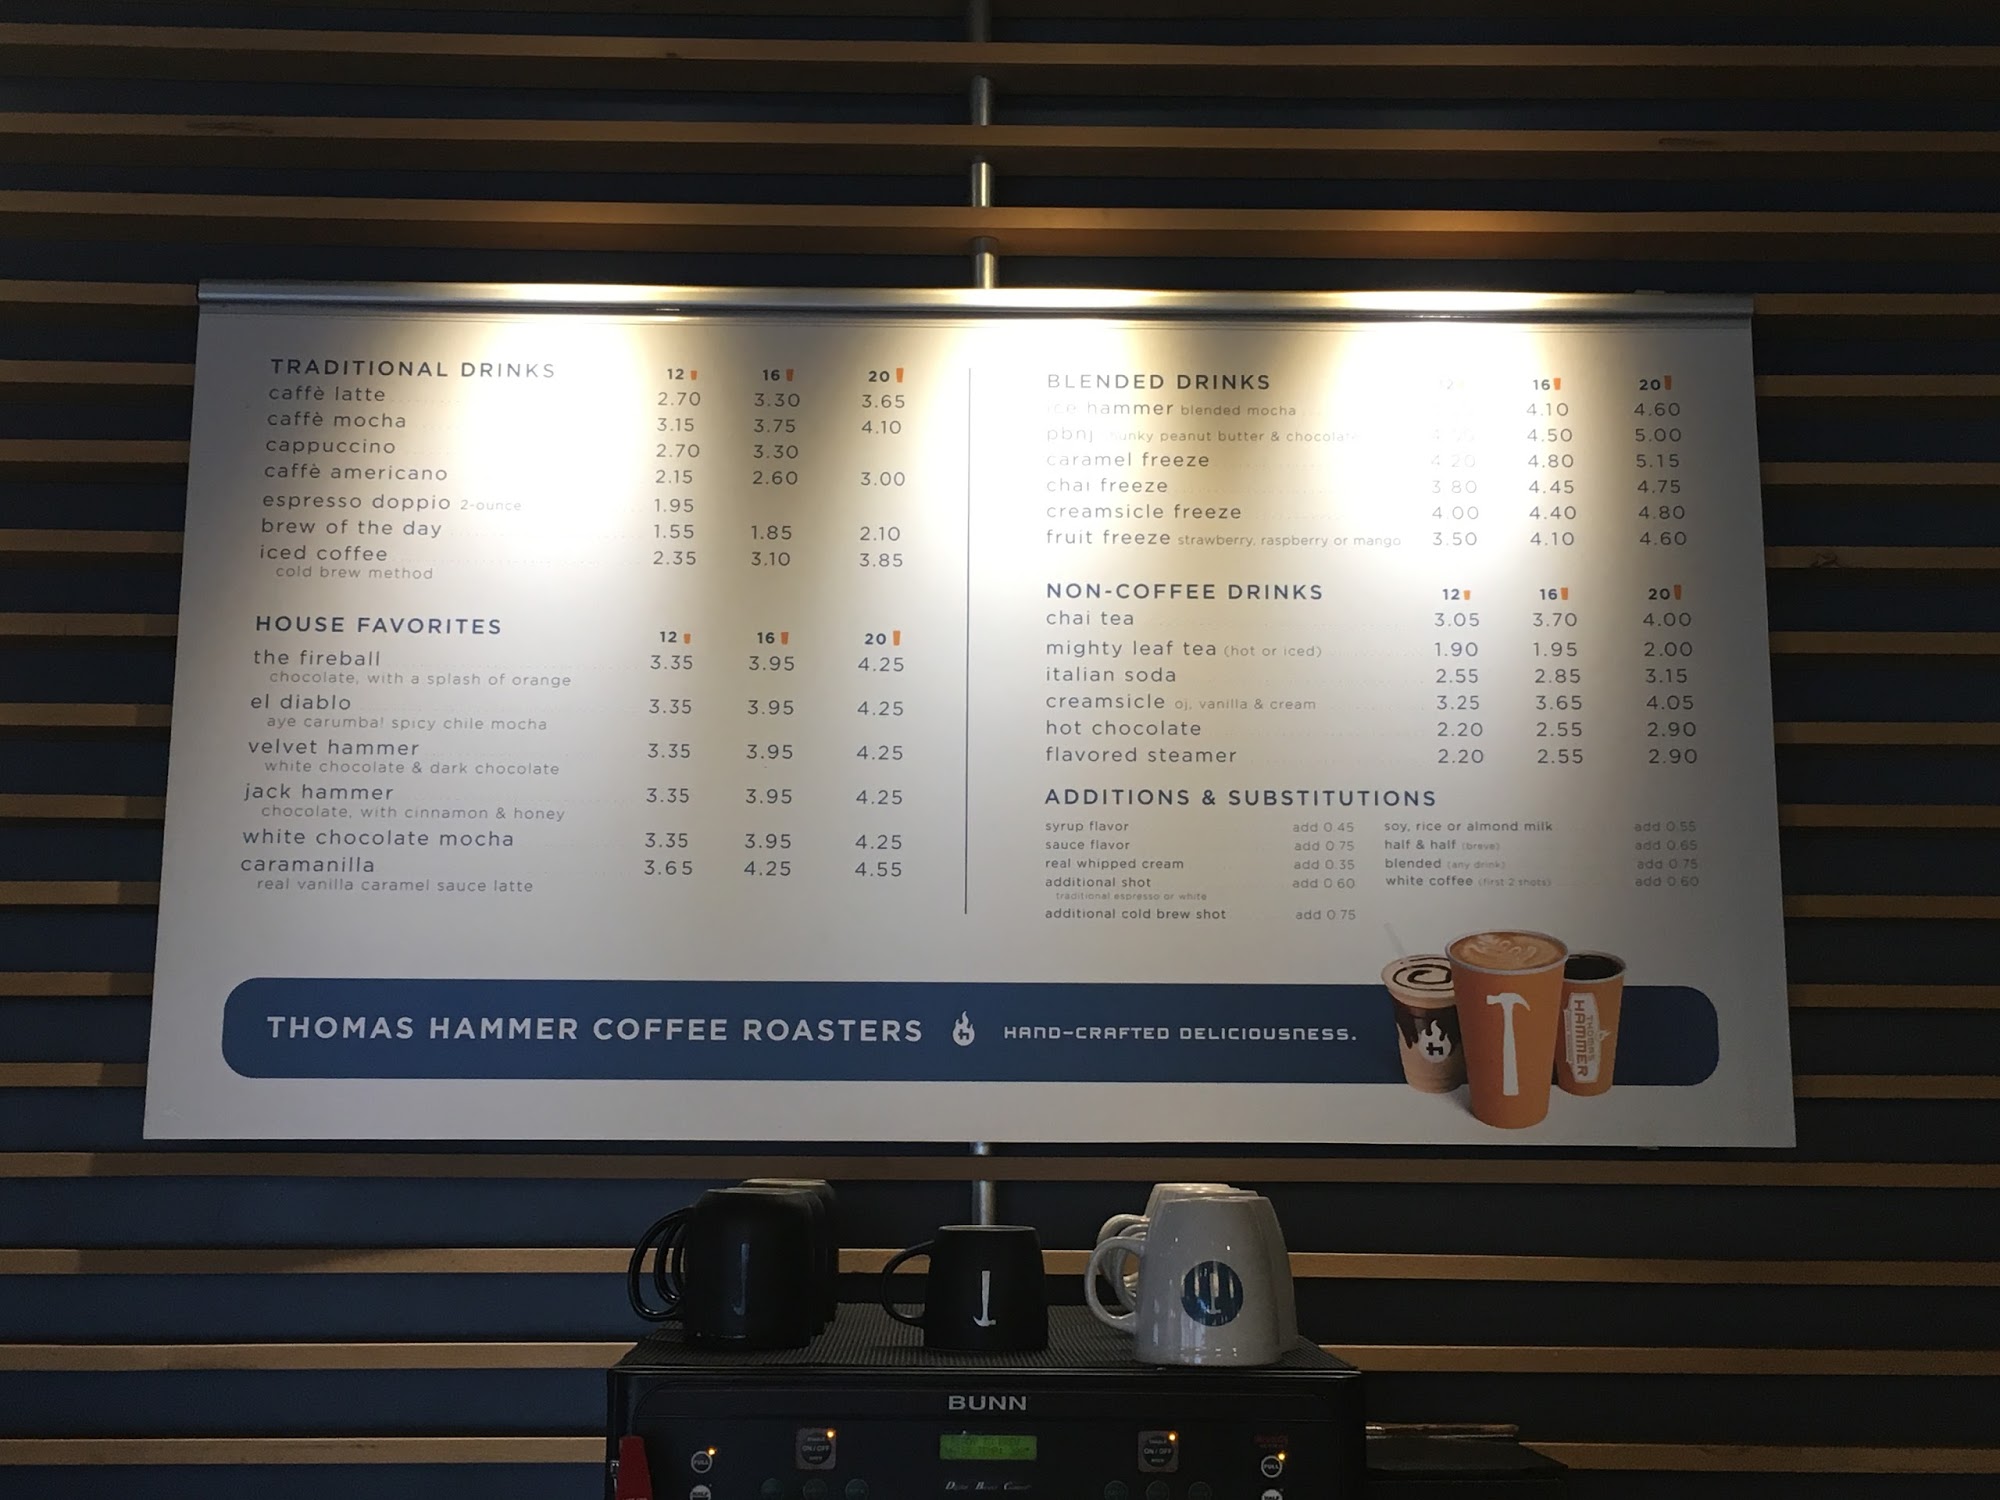 TRADITIONAL DRINKS 12 16 20
caffè latte 2.70 3.30 3.65
caffè mocha 3.15 3.75 4.10
cappuccino 2.70 3.30
caffè americano 2.15 2.60 3.00
espresso doppio 2-ounce 1.95
brew of the day 1.55 1.85 2.10
iced coffee 2.35 3.10 3.85
cold brew method
HOUSE FAVORITES 12 16 20
the fireball 3.35 3.95 4.25
chocolate, with a splash of orange
el diablo 3.35 3.95 4.25
aye carumba! spicy chile mocha
velvet hammer 3.35 3.95 4.25
white chocolate & dark chocolate
jack hammer 3.35 3.95 4.25
chocolate, with cinnamon & honey
white chocolate mocha 3.35 3.95 4.25
caramanilla 3.65 4.25 4.55
real vanilla caramel sauce latte
BLENDED DRINKS 12 16 20
ice hammer blended mocha 4.10 4.60
pbnj peanut butter & chocolate 4.50 5.00
caramel freeze 4.20 4.80 5.15
chai freeze 3.80 4.45 4.75
creamsicle freeze 4.00 4.40 4.80
fruit freeze strawberry, raspberry or mango 3.50 4.10 4.60
NON-COFFEE DRINKS 12 16 20
chai tea 3.05 3.70 4.00
mighty leaf tea (hot or iced) 1.90 1.95 2.00
italian soda 2.55 2.85 3.15
creamsicle oj, vanilla & cream 3.25 3.65 4.05
hot chocolate 2.20 2.55 2.90
flavored steamer 2.20 2.55 2.90
ADDITIONS & SUBSTITUTIONS
syrup flavor add 0.45 soy, rice or almond milk add 0.55
sauce flavor add 0.75 half & half (breve) add 0.65
real whipped cream add 0.35 blended (any drink) add 0.75
additional shot add 0.60 white coffee (first 2 shots) add 0.60
traditional espresso or white
additional cold brew shot add 0.75
THOMAS HAMMER COFFEE ROASTERS HAND-CRAFTED DELICIOUSNESS.
THOMAS
HAMMER
BUNN
ON/OFF
ON/OFF
FULL
FULL